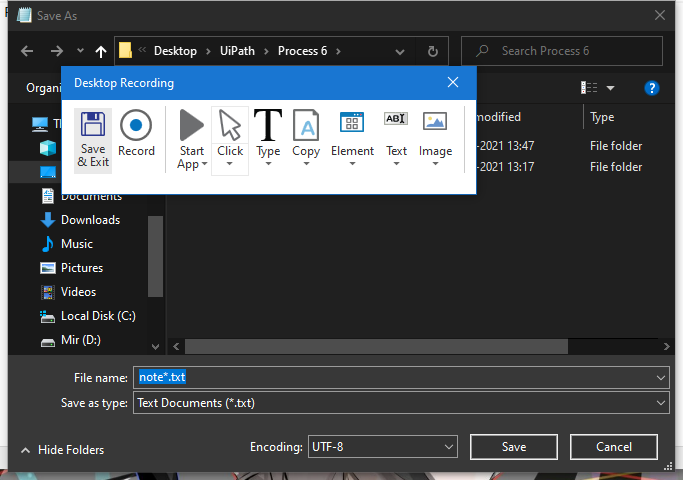 Save As
Desktop > UiPath > Process 6 >
Search Process 6
Organi
Desktop Recording
Save & Exit
Record
Start App
Click
Type
Copy
Element
Text
Image
modified
Type
-2021 13:47
File folder
-2021 13:17
File folder
Th
Documents
Downloads
Music
Pictures
Videos
Local Disk (C:)
Mir (D:)
File name:
note*.txt
Save as type:
Text Documents (*.txt)
Hide Folders
Encoding:
UTF-8
Save
Cancel